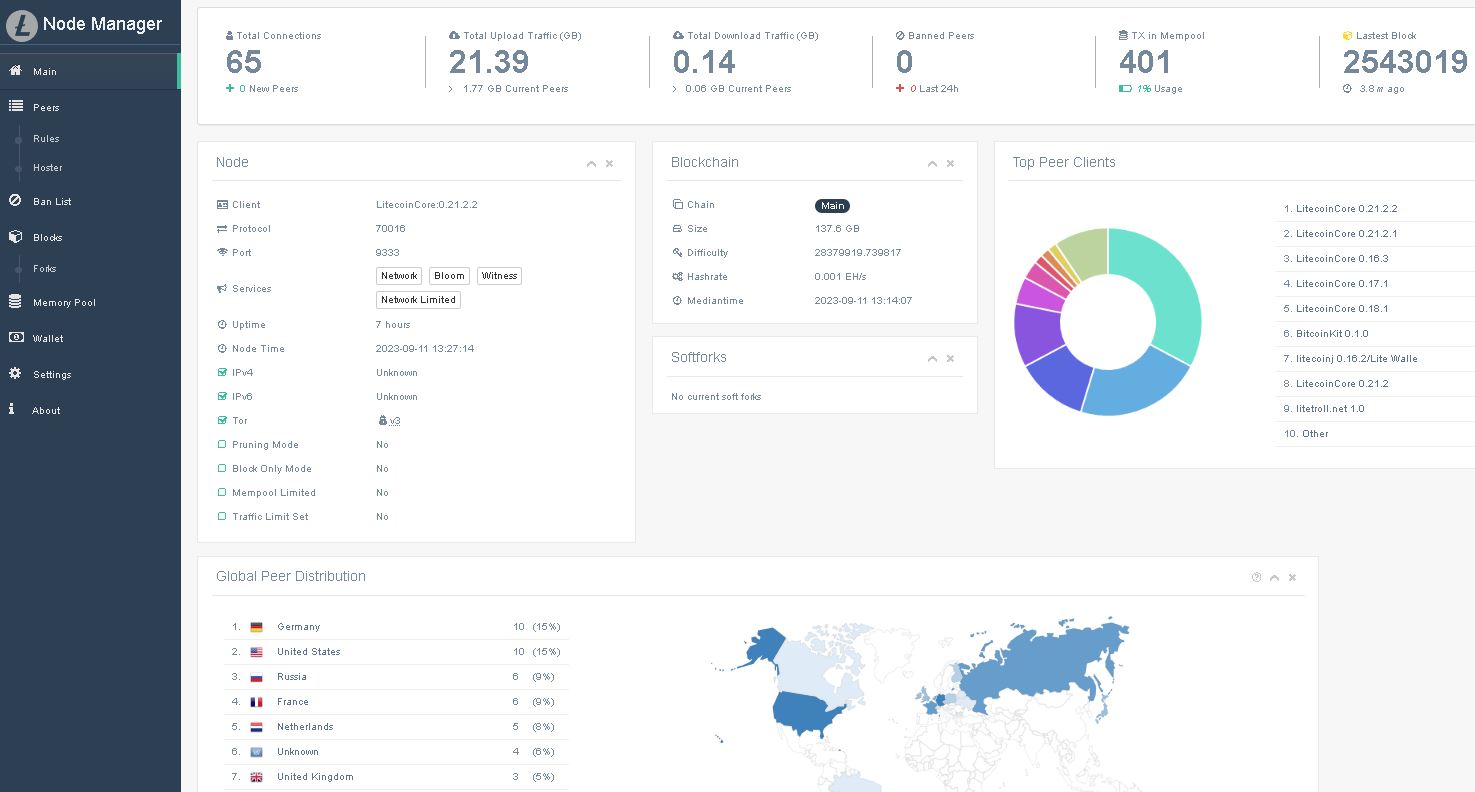 Node Manager
Main
Peers
Rules
Hoster
Ban List
Blocks
Forks
Memory Pool
Wallet
Settings
About
Total Connections
65
0 New Peers
Total Upload Traffic (GB)
21.39
1.77 GB Current Peers
Total Download Traffic (GB)
0.14
0.06 GB Current Peers
Banned Peers
0
0 Last 24h
TX in Mempool
401
1% Usage
Lastest Block
2543019
3.8 m ago
Node
Client LitecoinCore:0.21.2.2
Protocol 70016
Port 9333
Services Network Bloom Witness
Network Limited
Uptime 7 hours
Node Time 2023-09-11 13:27:14
IPv4 Unknown
IPv6 Unknown
Tor v3
Pruning Mode No
Block Only Mode No
Mempool Limited No
Traffic Limit Set No
Blockchain
Chain Main
Size 137.6 GB
Difficulty 28379919.739817
Hashrate 0.001 EH/s
Mediantime 2023-09-11 13:14:07
Softforks
No current soft forks
Top Peer Clients
1. LitecoinCore 0.21.2.2
2. LitecoinCore 0.21.2.1
3. LitecoinCore 0.16.3
4. LitecoinCore 0.17.1
5. LitecoinCore 0.18.1
6. BitcoinKit 0.1.0
7. litecoinj 0.16.2/Lite Walle
8. LitecoinCore 0.21.2
9. litetroll.net 1.0
10. Other
Global Peer Distribution
1. Germany 10 (15%)
2. United States 10 (15%)
3. Russia 6 (9%)
4. France 6 (9%)
5. Netherlands 5 (8%)
6. Unknown 4 (6%)
7. United Kingdom 3 (5%)